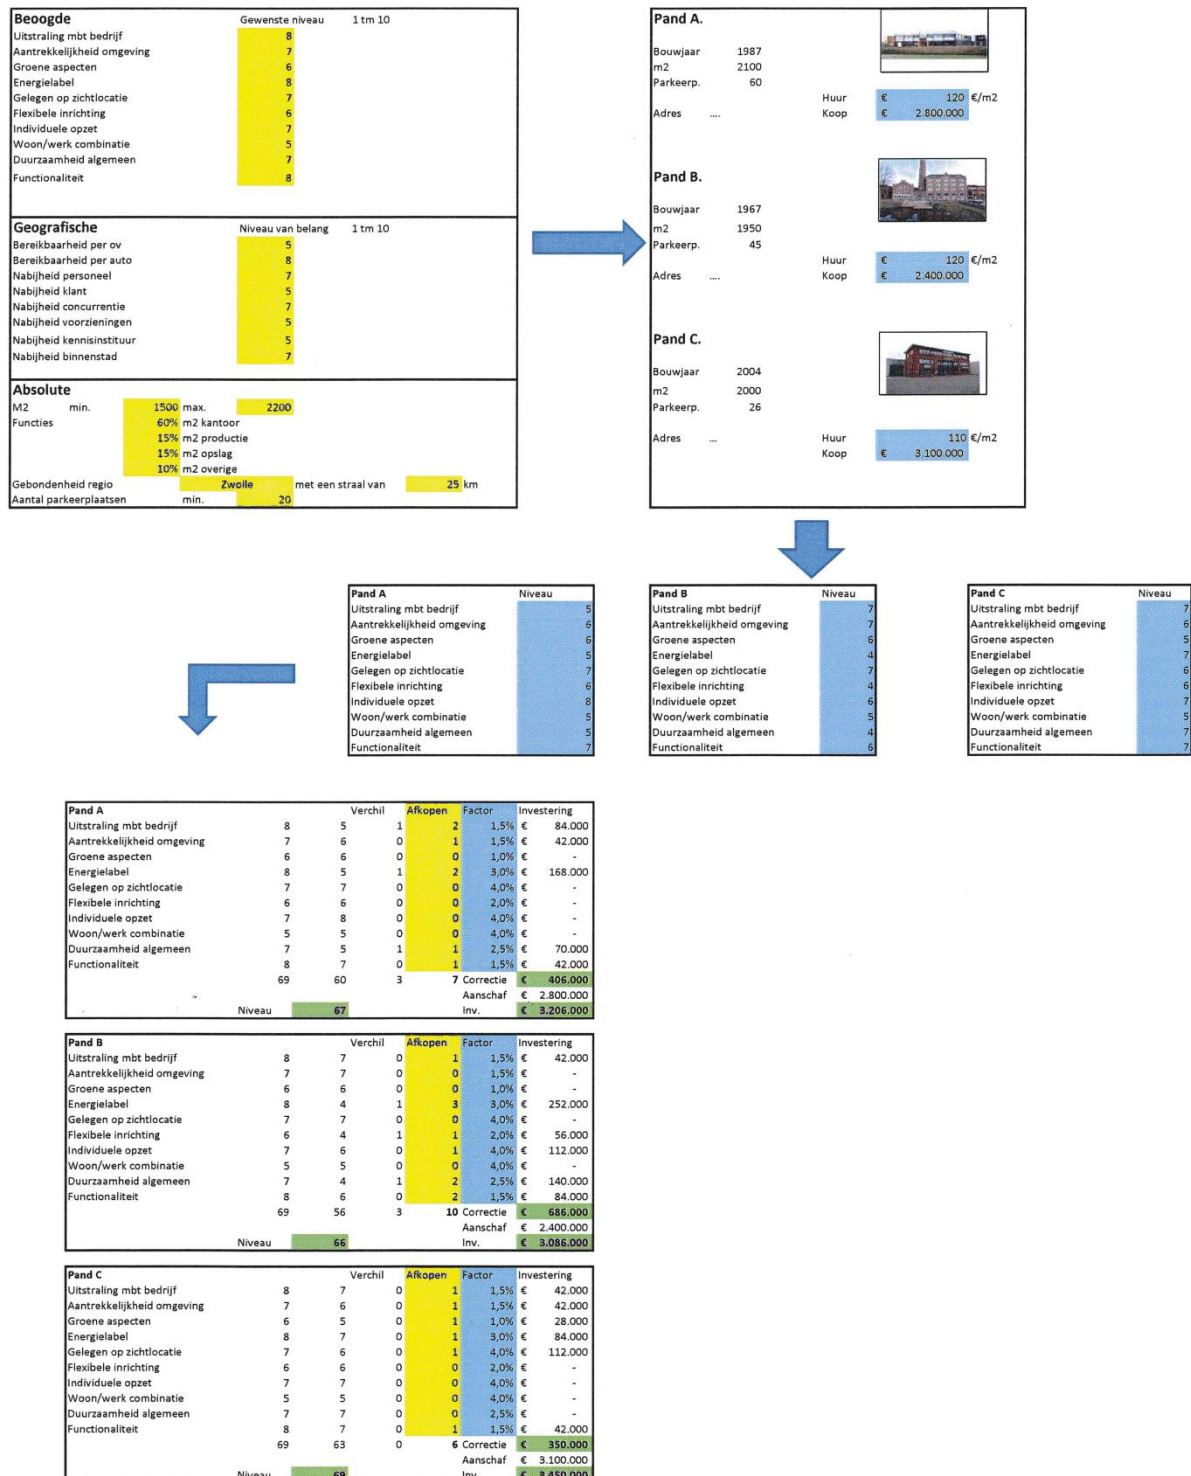 Beoogde Gewenste niveau 1 tm 10
Uitstraling mbt bedrijf 8
Aantrekkelijkheid omgeving 7
Groene aspecten 6
Energielabel 8
Gelegen op zichtlocatie 7
Flexibele inrichting 6
Individuele opzet 7
Woon/werk combinatie 5
Duurzaamheid algemeen 7
Functionaliteit 8
Geografische Niveau van belang 1 tm 10
Bereikbaarheid per ov 5
Bereikbaarheid per auto 8
Nabijheid personeel 7
Nabijheid klant 5
Nabijheid concurrentie 7
Nabijheid voorzieningen 5
Nabijheid kennisinstituur 5
Nabijheid binnenstad 7
Absolute
M2 min. 1500 max. 2200
Functies 60% m2 kantoor
15% m2 productie
15% m2 opslag
10% m2 overige
Gebondenheid regio Zwolle met een straal van 25 km
Aantal parkeerplaatsen min. 20
Pand A.
Bouwjaar 1987
m2 2100
Parkeerp. 60
Huur € 120 €/m2
Adres .... Koop € 2.800.000
Pand B.
Bouwjaar 1967
m2 1950
Parkeerp. 45
Huur € 120 €/m2
Adres .... Koop € 2.400.000
Pand C.
Bouwjaar 2004
m2 2000
Parkeerp. 26
Adres ... Huur 110 €/m2
Koop € 3.100.000
Pand A Niveau
Uitstraling mbt bedrijf 5
Aantrekkelijkheid omgeving 6
Groene aspecten 6
Energielabel 5
Gelegen op zichtlocatie 7
Flexibele inrichting 6
Individuele opzet 8
Woon/werk combinatie 5
Duurzaamheid algemeen 5
Functionaliteit 7
Pand B Niveau
Uitstraling mbt bedrijf 7
Aantrekkelijkheid omgeving 7
Groene aspecten 6
Energielabel 4
Gelegen op zichtlocatie 7
Flexibele inrichting 4
Individuele opzet 6
Woon/werk combinatie 5
Duurzaamheid algemeen 4
Functionaliteit 6
Pand C Niveau
Uitstraling mbt bedrijf 7
Aantrekkelijkheid omgeving 6
Groene aspecten 5
Energielabel 7
Gelegen op zichtlocatie 6
Flexibele inrichting 6
Individuele opzet 7
Woon/werk combinatie 5
Duurzaamheid algemeen 7
Functionaliteit 7
Pand A Verchil Afkopen Factor Investering
Uitstraling mbt bedrijf 8 5 1 2 1,5% € 84.000
Aantrekkelijkheid omgeving 7 6 0 1 1,5% € 42.000
Groene aspecten 6 6 0 0 1,0% € -
Energielabel 8 5 1 2 3,0% € 168.000
Gelegen op zichtlocatie 7 7 0 0 4,0% € -
Flexibele inrichting 6 6 0 0 2,0% € -
Individuele opzet 7 8 0 0 4,0% € -
Woon/werk combinatie 5 5 0 0 4,0% € -
Duurzaamheid algemeen 7 5 1 1 2,5% € 70.000
Functionaliteit 8 7 0 1 1,5% € 42.000
69 60 3 7 Correctie € 406.000
Aanschaf € 2.800.000
Niveau 67 Inv. € 3.206.000
Pand B Verchil Afkopen Factor Investering
Uitstraling mbt bedrijf 8 7 0 1 1,5% € 42.000
Aantrekkelijkheid omgeving 7 7 0 0 1,5% € -
Groene aspecten 6 6 0 0 1,0% € -
Energielabel 8 4 1 3 3,0% € 252.000
Gelegen op zichtlocatie 7 7 0 0 4,0% € -
Flexibele inrichting 6 4 1 1 2,0% € 56.000
Individuele opzet 7 6 0 1 4,0% € 112.000
Woon/werk combinatie 5 5 0 0 4,0% € -
Duurzaamheid algemeen 7 4 1 2 2,5% € 140.000
Functionaliteit 8 6 0 2 1,5% € 84.000
69 56 3 10 Correctie € 686.000
Aanschaf € 2.400.000
Niveau 66 Inv. € 3.086.000
Pand C Verchil Afkopen Factor Investering
Uitstraling mbt bedrijf 8 7 0 1 1,5% € 42.000
Aantrekkelijkheid omgeving 7 6 0 1 1,5% € 42.000
Groene aspecten 6 5 0 1 1,0% € 28.000
Energielabel 8 7 0 1 3,0% € 84.000
Gelegen op zichtlocatie 7 6 0 1 4,0% € 112.000
Flexibele inrichting 6 6 0 0 2,0% € -
Individuele opzet 7 7 0 0 4,0% € -
Woon/werk combinatie 5 5 0 0 4,0% € -
Duurzaamheid algemeen 7 7 0 0 2,5% € -
Functionaliteit 8 7 0 1 1,5% € 42.000
69 63 0 6 Correctie € 350.000
Aanschaf € 3.100.000
Niveau 69 Inv. € 3.450.000